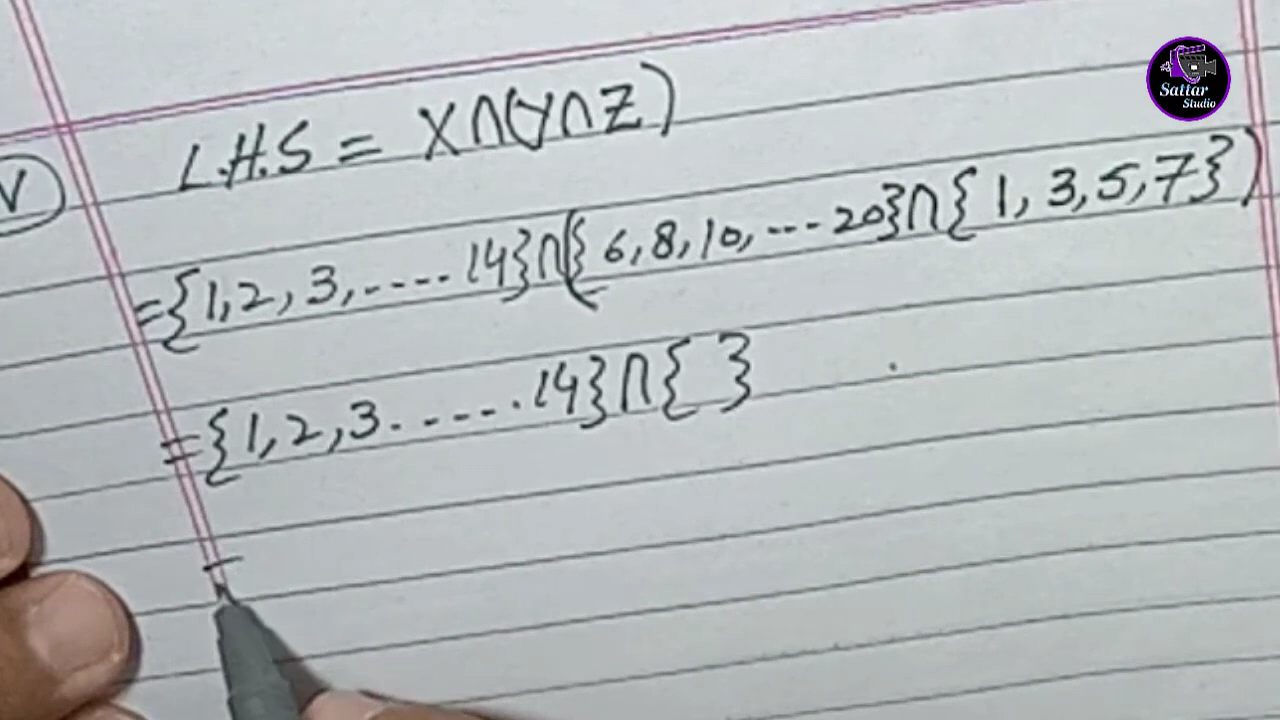 Sattar
Studio
V
L.H.S = X∩(Y∩Z)
={1,2,3,.....14}∩({6,8,10,...20}∩{1,3,5,7})
={1,2,3......14}∩{ }